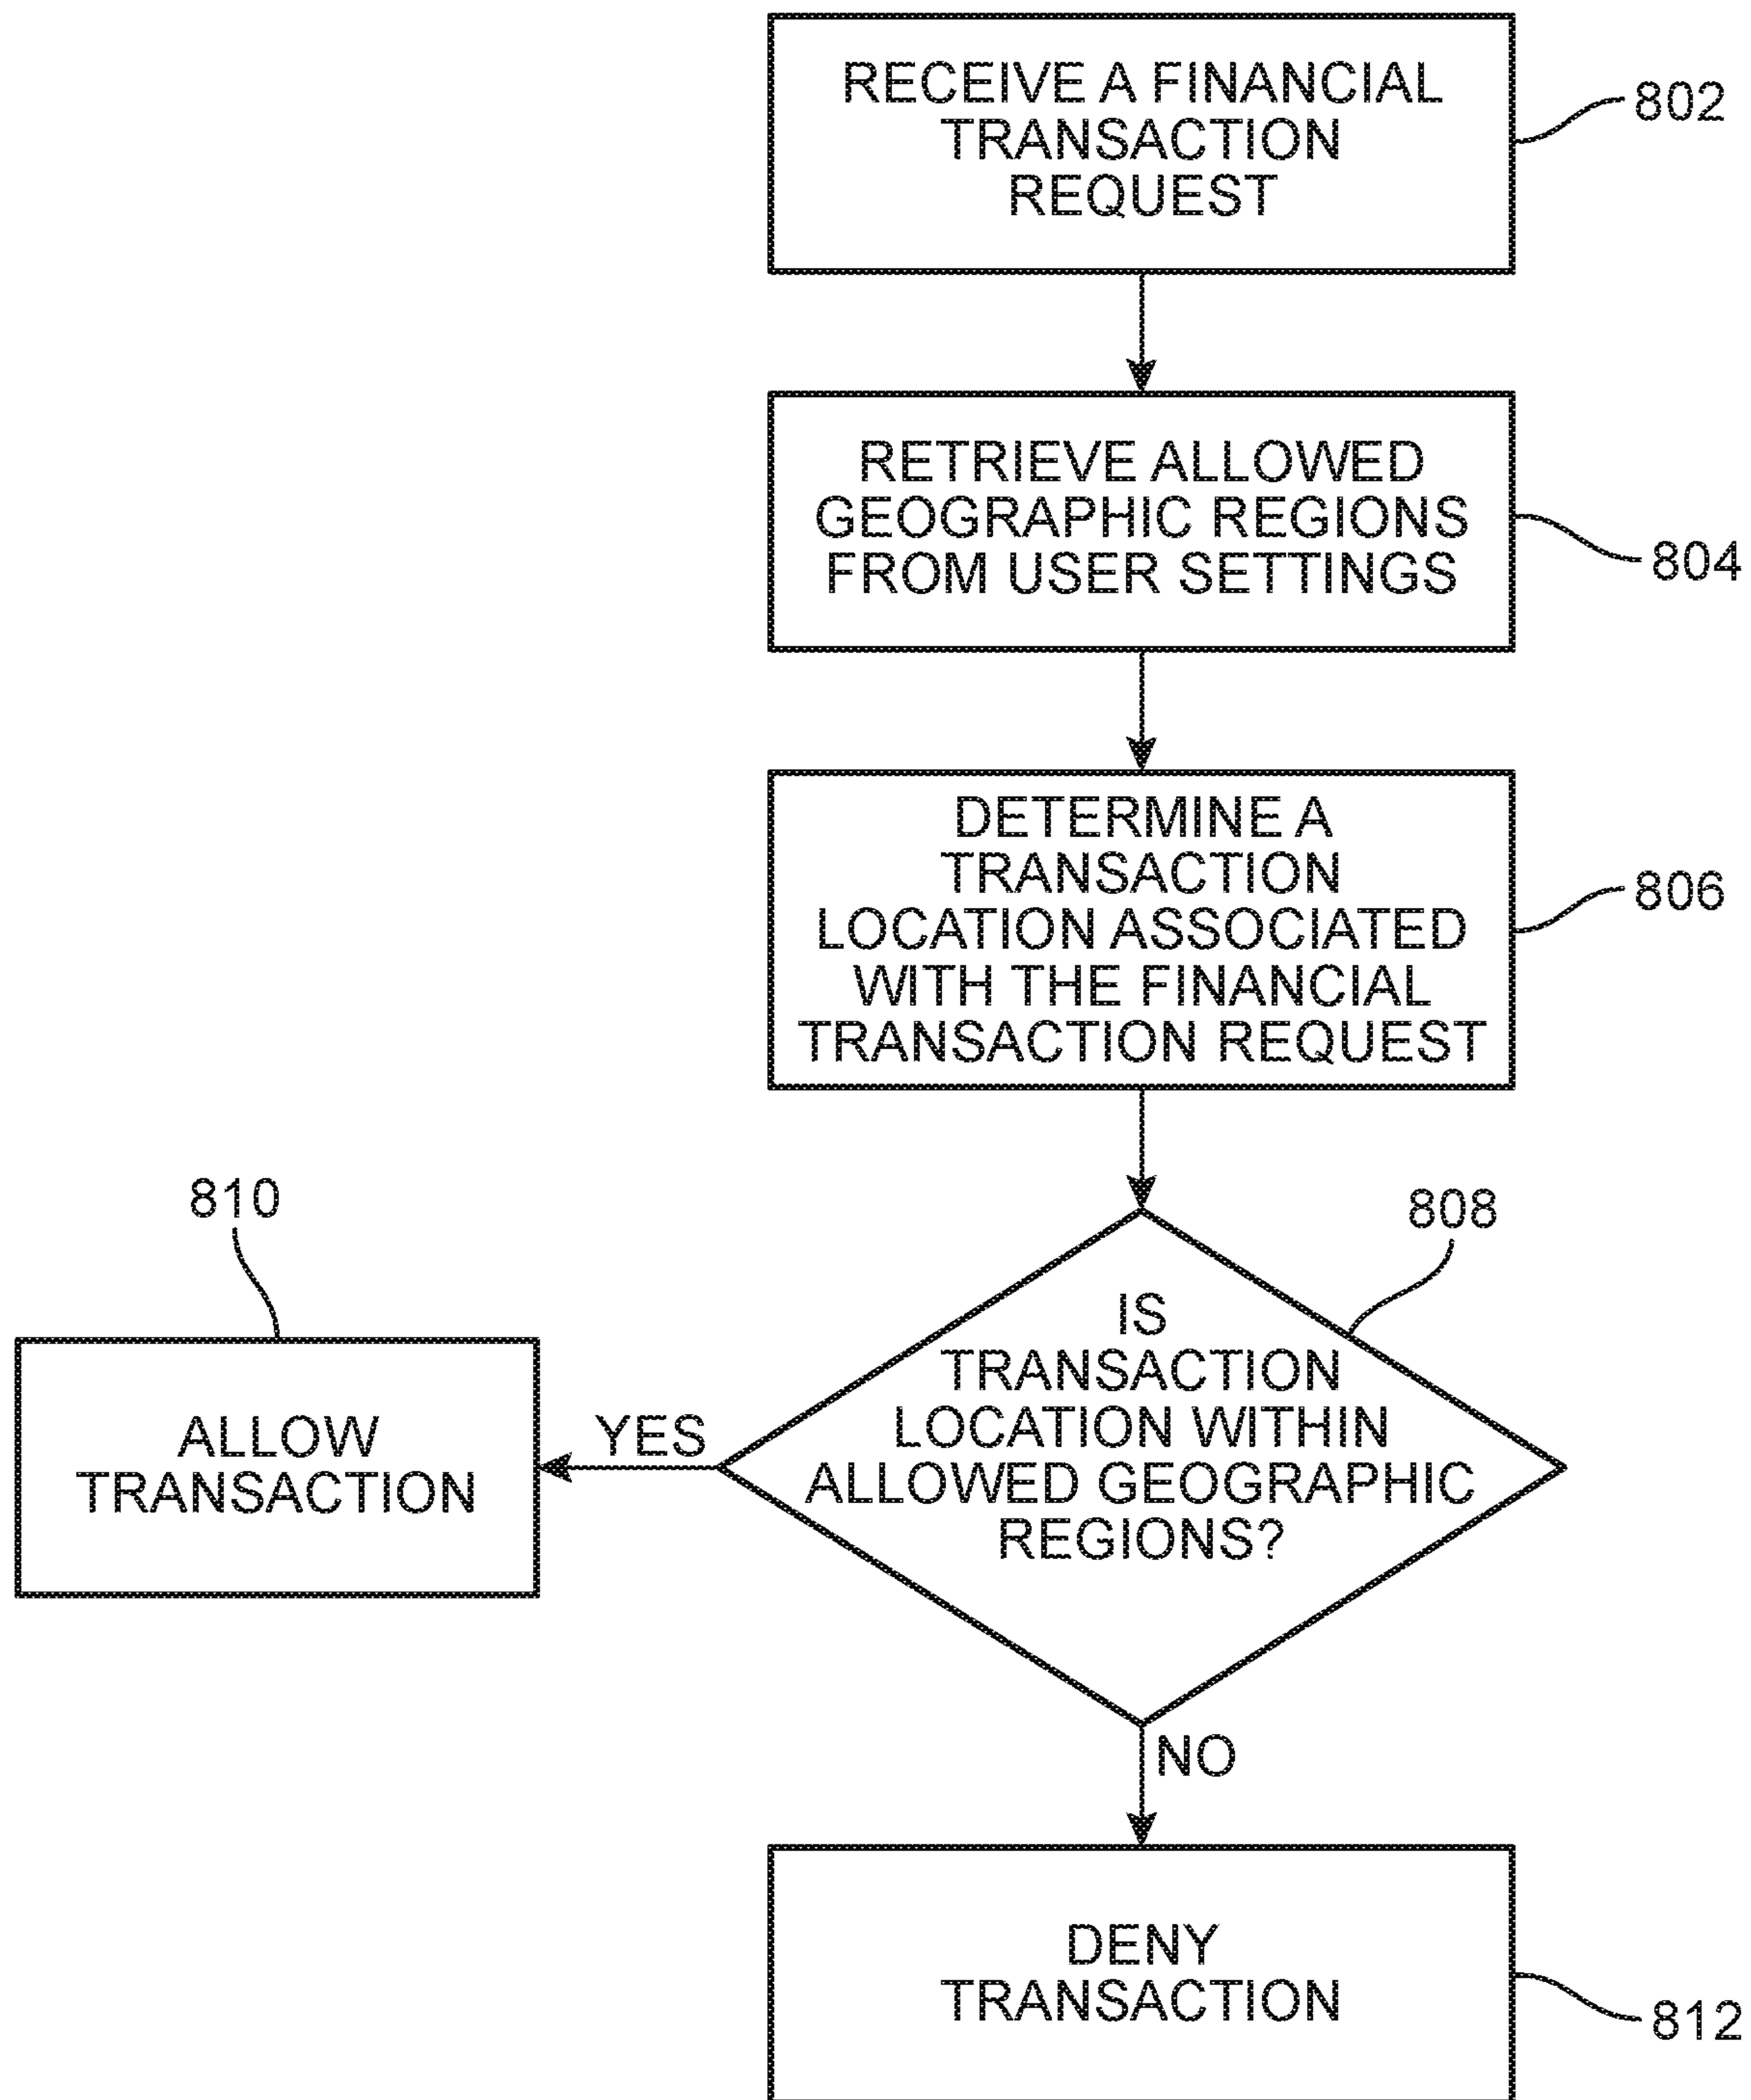 RECEIVE A FINANCIAL
TRANSACTION
REQUEST
802
RETRIEVE ALLOWED
GEOGRAPHIC REGIONS
FROM USER SETTINGS
804
DETERMINE A
TRANSACTION
LOCATION ASSOCIATED
WITH THE FINANCIAL
TRANSACTION REQUEST
806
808
IS
TRANSACTION
LOCATION WITHIN
ALLOWED GEOGRAPHIC
REGIONS?
YES
810
ALLOW
TRANSACTION
NO
DENY
TRANSACTION
812